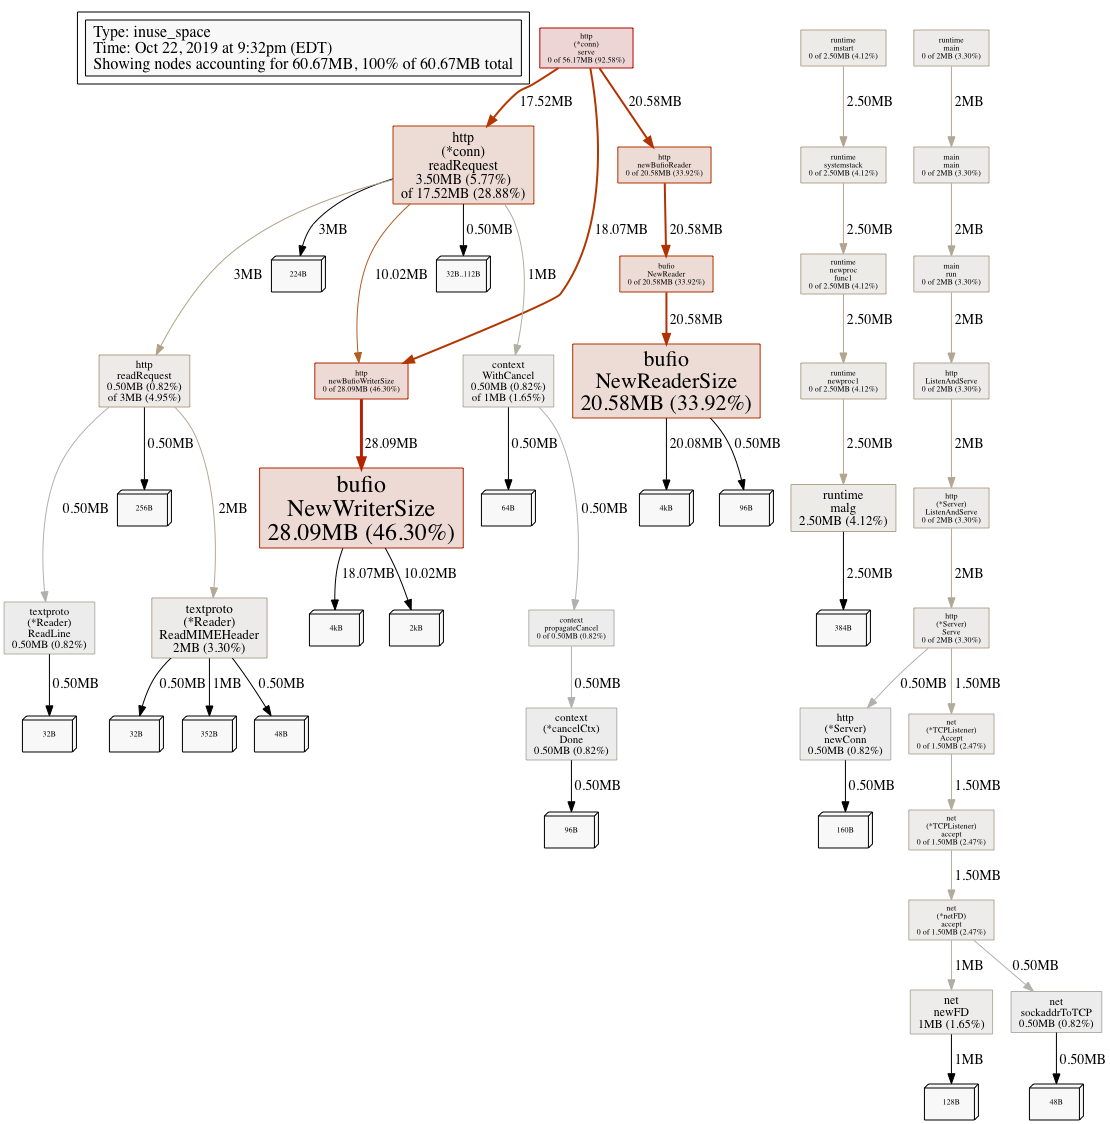 Type: inuse_space
Time: Oct 22, 2019 at 9:32pm (EDT)
Showing nodes accounting for 60.67MB, 100% of 60.67MB total
http
(*conn)
serve
0 of 56.17MB (92.58%)
runtime
mstart
0 of 2.50MB (4.12%)
runtime
main
0 of 2MB (3.30%)
17.52MB
20.58MB
2.50MB
2MB
http
(*conn)
readRequest
3.50MB (5.77%)
of 17.52MB (28.88%)
http
newBufioReader
0 of 20.58MB (33.92%)
runtime
systemstack
0 of 2.50MB (4.12%)
main
main
0 of 2MB (3.30%)
3MB
3MB
10.02MB
0.50MB
1MB
18.07MB
20.58MB
2.50MB
2MB
224B
32B..112B
bufio
NewReader
0 of 20.58MB (33.92%)
runtime
newproc
func1
0 of 2.50MB (4.12%)
main
run
0 of 2MB (3.30%)
20.58MB
2.50MB
2MB
http
readRequest
0.50MB (0.82%)
of 3MB (4.95%)
http
newBufioWriterSize
0 of 28.09MB (46.30%)
context
WithCancel
0.50MB (0.82%)
of 1MB (1.65%)
bufio
NewReaderSize
20.58MB (33.92%)
runtime
newproc1
0 of 2.50MB (4.12%)
http
ListenAndServe
0 of 2MB (3.30%)
0.50MB
0.50MB
2MB
28.09MB
0.50MB
0.50MB
20.08MB
0.50MB
2.50MB
2MB
256B
bufio
NewWriterSize
28.09MB (46.30%)
64B
4kB
96B
runtime
malg
2.50MB (4.12%)
http
(*Server)
ListenAndServe
0 of 2MB (3.30%)
18.07MB
10.02MB
2.50MB
2MB
textproto
(*Reader)
ReadLine
0.50MB (0.82%)
textproto
(*Reader)
ReadMIMEHeader
2MB (3.30%)
4kB
2kB
context
propagateCancel
0 of 0.50MB (0.82%)
384B
http
(*Server)
Serve
0 of 2MB (3.30%)
0.50MB
0.50MB
1MB
0.50MB
0.50MB
0.50MB
1.50MB
32B
32B
352B
48B
context
(*cancelCtx)
Done
0.50MB (0.82%)
http
(*Server)
newConn
0.50MB (0.82%)
net
(*TCPListener)
Accept
0 of 1.50MB (2.47%)
0.50MB
0.50MB
1.50MB
96B
160B
net
(*TCPListener)
accept
0 of 1.50MB (2.47%)
1.50MB
net
(*netFD)
accept
0 of 1.50MB (2.47%)
1MB
0.50MB
net
newFD
1MB (1.65%)
net
sockaddrToTCP
0.50MB (0.82%)
1MB
0.50MB
128B
48B